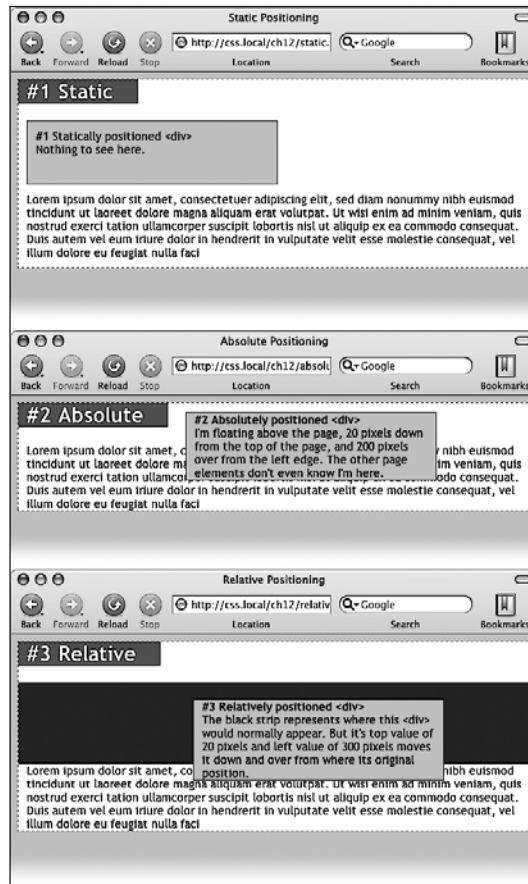 Static Positioning
http://css.local/ch12/static.
Google
Back Forward Reload Stop Location Search Bookmarks
#1 Static
#1 Statically positioned <div>
Nothing to see here.
Lorem ipsum dolor sit amet, consectetuer adipiscing elit, sed diam nonummy nibh euismod
tincidunt ut laoreet dolore magna aliquam erat volutpat. Ut wisi enim ad minim veniam, quis
nostrud exerci tation ullamcorper suscipit lobortis nisl ut aliquip ex ea commodo consequat.
Duis autem vel eum iriure dolor in hendrerit in vulputate velit esse molestie consequat, vel
illum dolore eu feugiat nulla faci
Absolute Positioning
http://css.local/ch12/absolu
Google
Back Forward Reload Stop Location Search Bookmarks
#2 Absolute
#2 Absolutely positioned <div>
I'm floating above the page, 20 pixels down
from the top of the page, and 200 pixels
over from the left edge. The other page
elements don't even know I'm here.
Lorem ipsum dolor sit amet, c nibh euismod
tincidunt ut laoreet dolore ma veniam, quis
nostrud exerci tation ullamcor consequat.
Duis autem vel eum iriure dolor in hendrerit in vulputate velit esse molestie consequat, vel
illum dolore eu feugiat nulla faci
Relative Positioning
http://css.local/ch12/relativ
Google
Back Forward Reload Stop Location Search Bookmarks
#3 Relative
#3 Relatively positioned <div>
The black strip represents where this <div>
would normally appear. But it's top value of
20 pixels and left value of 300 pixels moves
it down and over from where its original
position.
Lorem ipsum dolor sit amet, co nibh euismod
tincidunt ut laoreet dolore magna aliquam erat volutpat. Ut wisi enim ad minim veniam, quis
nostrud exerci tation ullamcorper suscipit lobortis nisl ut aliquip ex ea commodo consequat.
Duis autem vel eum iriure dolor in hendrerit in vulputate velit esse molestie consequat, vel
illum dolore eu feugiat nulla faci